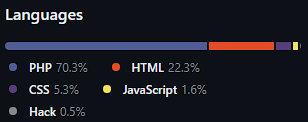 Languages
PHP 70.3% HTML 22.3%
CSS 5.3% JavaScript 1.6%
Hack 0.5%